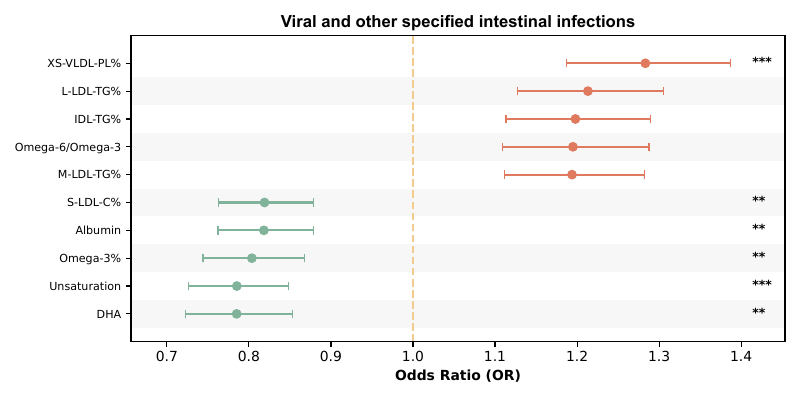 Viral and other specified intestinal infections
XS-VLDL-PL% ***
L-LDL-TG%
IDL-TG%
Omega-6/Omega-3
M-LDL-TG%
S-LDL-C% **
Albumin **
Omega-3% **
Unsaturation ***
DHA **
0.7 0.8 0.9 1.0 1.1 1.2 1.3 1.4
Odds Ratio (OR)